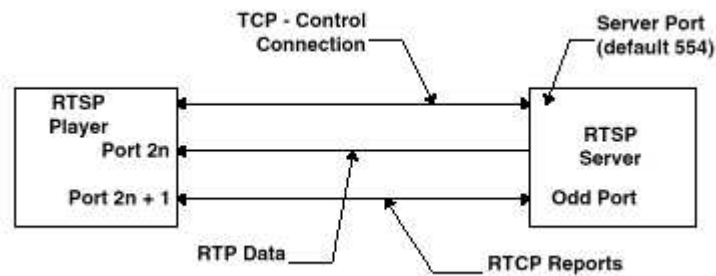 TCP - Control
Connection
Server Port
(default 554)
RTSP
Player
Port 2n
Port 2n + 1
RTSP
Server
Odd Port
RTP Data
RTCP Reports